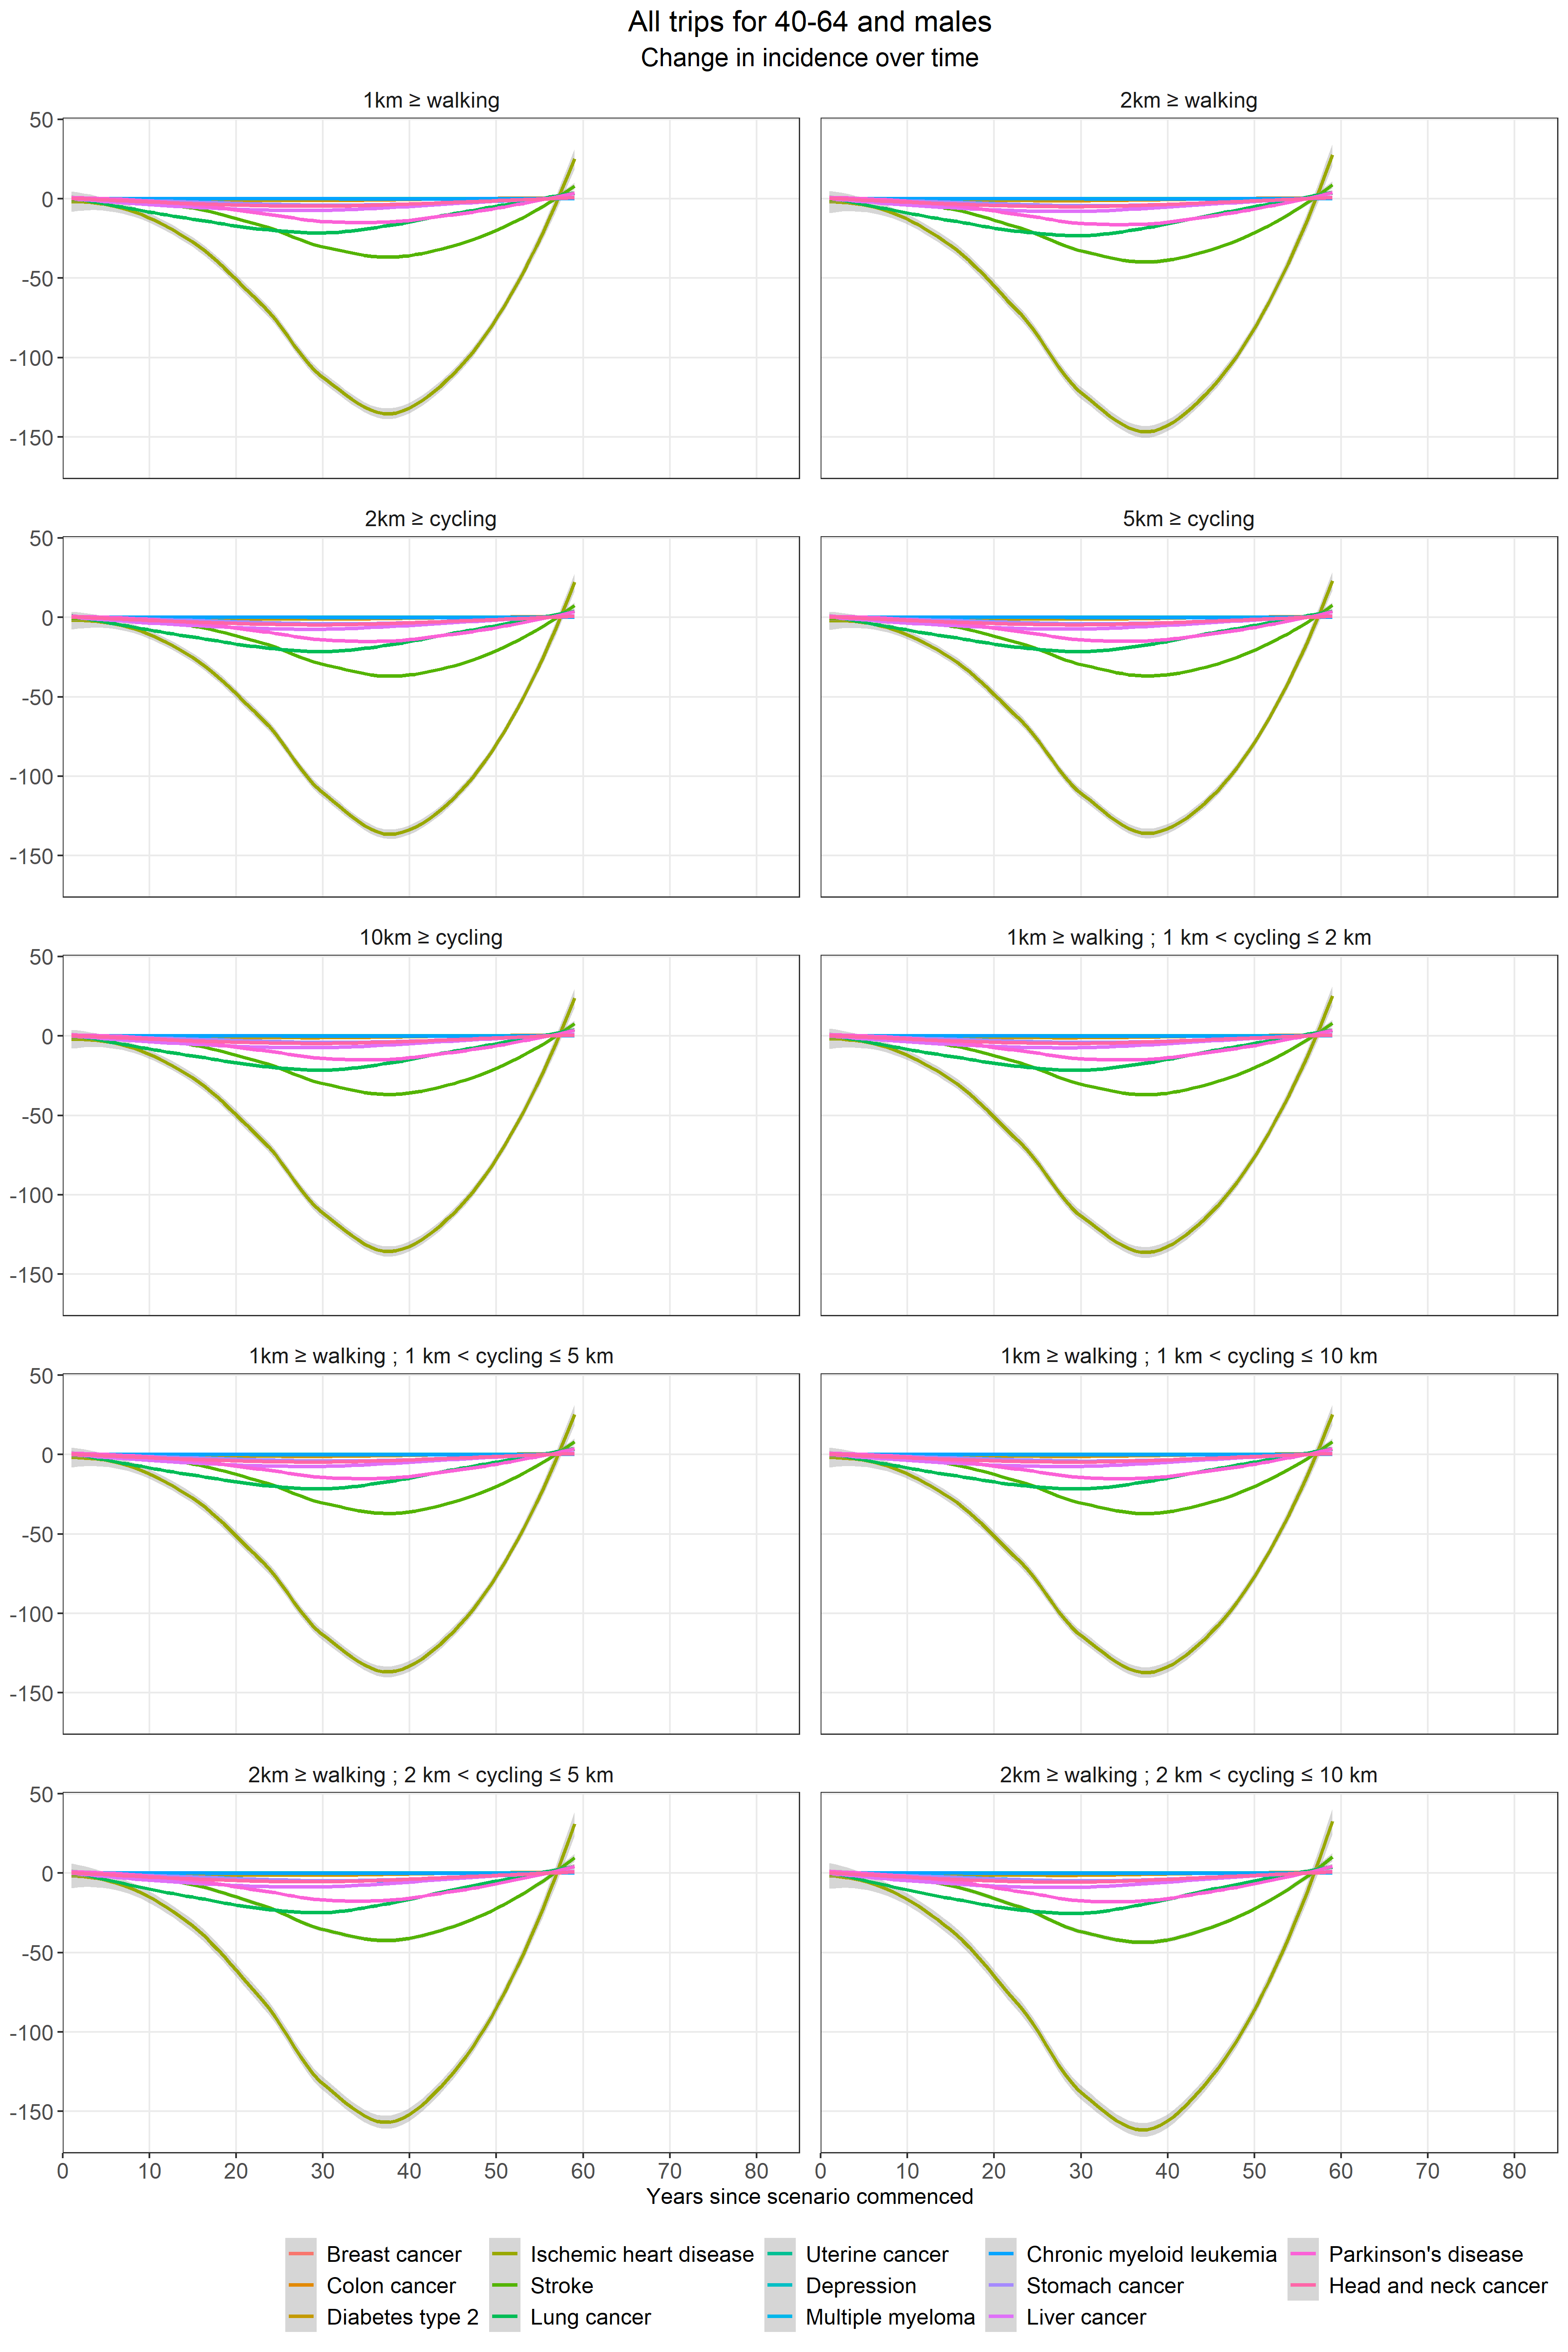 All trips for 40-64 and males
Change in incidence over time
1km ≥ walking
2km ≥ walking
50
0
-50
-100
-150
2km ≥ cycling
5km ≥ cycling
50
0
-50
-100
-150
10km ≥ cycling
1km ≥ walking ; 1 km < cycling ≤ 2 km
50
0
-50
-100
-150
1km ≥ walking ; 1 km < cycling ≤ 5 km
1km ≥ walking ; 1 km < cycling ≤ 10 km
50
0
-50
-100
-150
2km ≥ walking ; 2 km < cycling ≤ 5 km
2km ≥ walking ; 2 km < cycling ≤ 10 km
50
0
-50
-100
-150
0 10 20 30 40 50 60 70 80
0 10 20 30 40 50 60 70 80
Years since scenario commenced
Breast cancer
Colon cancer
Diabetes type 2
Ischemic heart disease
Stroke
Lung cancer
Uterine cancer
Depression
Multiple myeloma
Chronic myeloid leukemia
Stomach cancer
Liver cancer
Parkinson's disease
Head and neck cancer